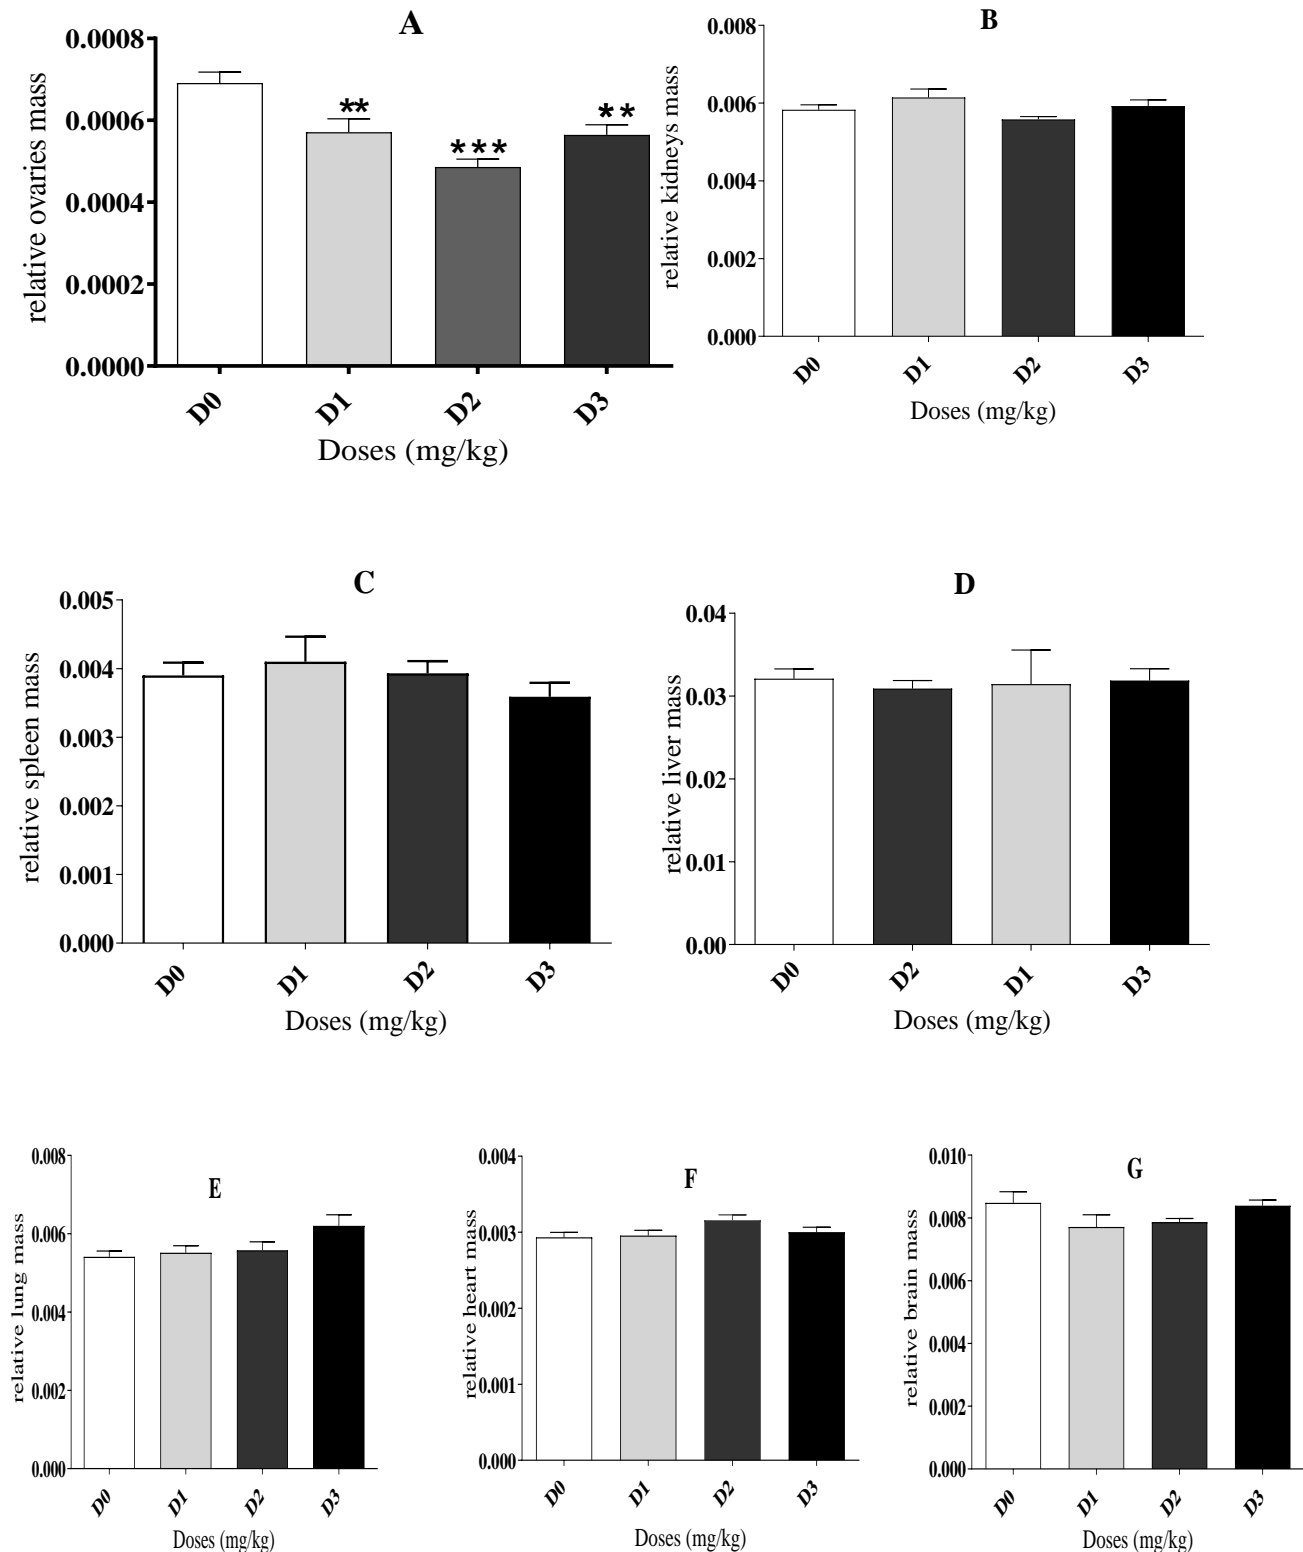 A
relative ovaries mass
0.0008
0.0006
0.0004
0.0002
0.0000
**
***
**
D0 D1 D2 D3
Doses (mg/kg)
B
relative kidneys mass
0.008
0.006
0.004
0.002
0.000
D0 D1 D2 D3
Doses (mg/kg)
C
relative spleen mass
0.005
0.004
0.003
0.002
0.001
0.000
D0 D1 D2 D3
Doses (mg/kg)
D
relative liver mass
0.04
0.03
0.02
0.01
0.00
D0 D2 D1 D3
Doses (mg/kg)
E
relative lung mass
0.008
0.006
0.004
0.002
0.000
D0 D1 D2 D3
Doses (mg/kg)
F
relative heart mass
0.004
0.003
0.002
0.001
0.000
D0 D1 D2 D3
Doses (mg/kg)
G
relative brain mass
0.010
0.008
0.006
0.004
0.002
0.000
D0 D1 D2 D3
Doses (mg/kg)